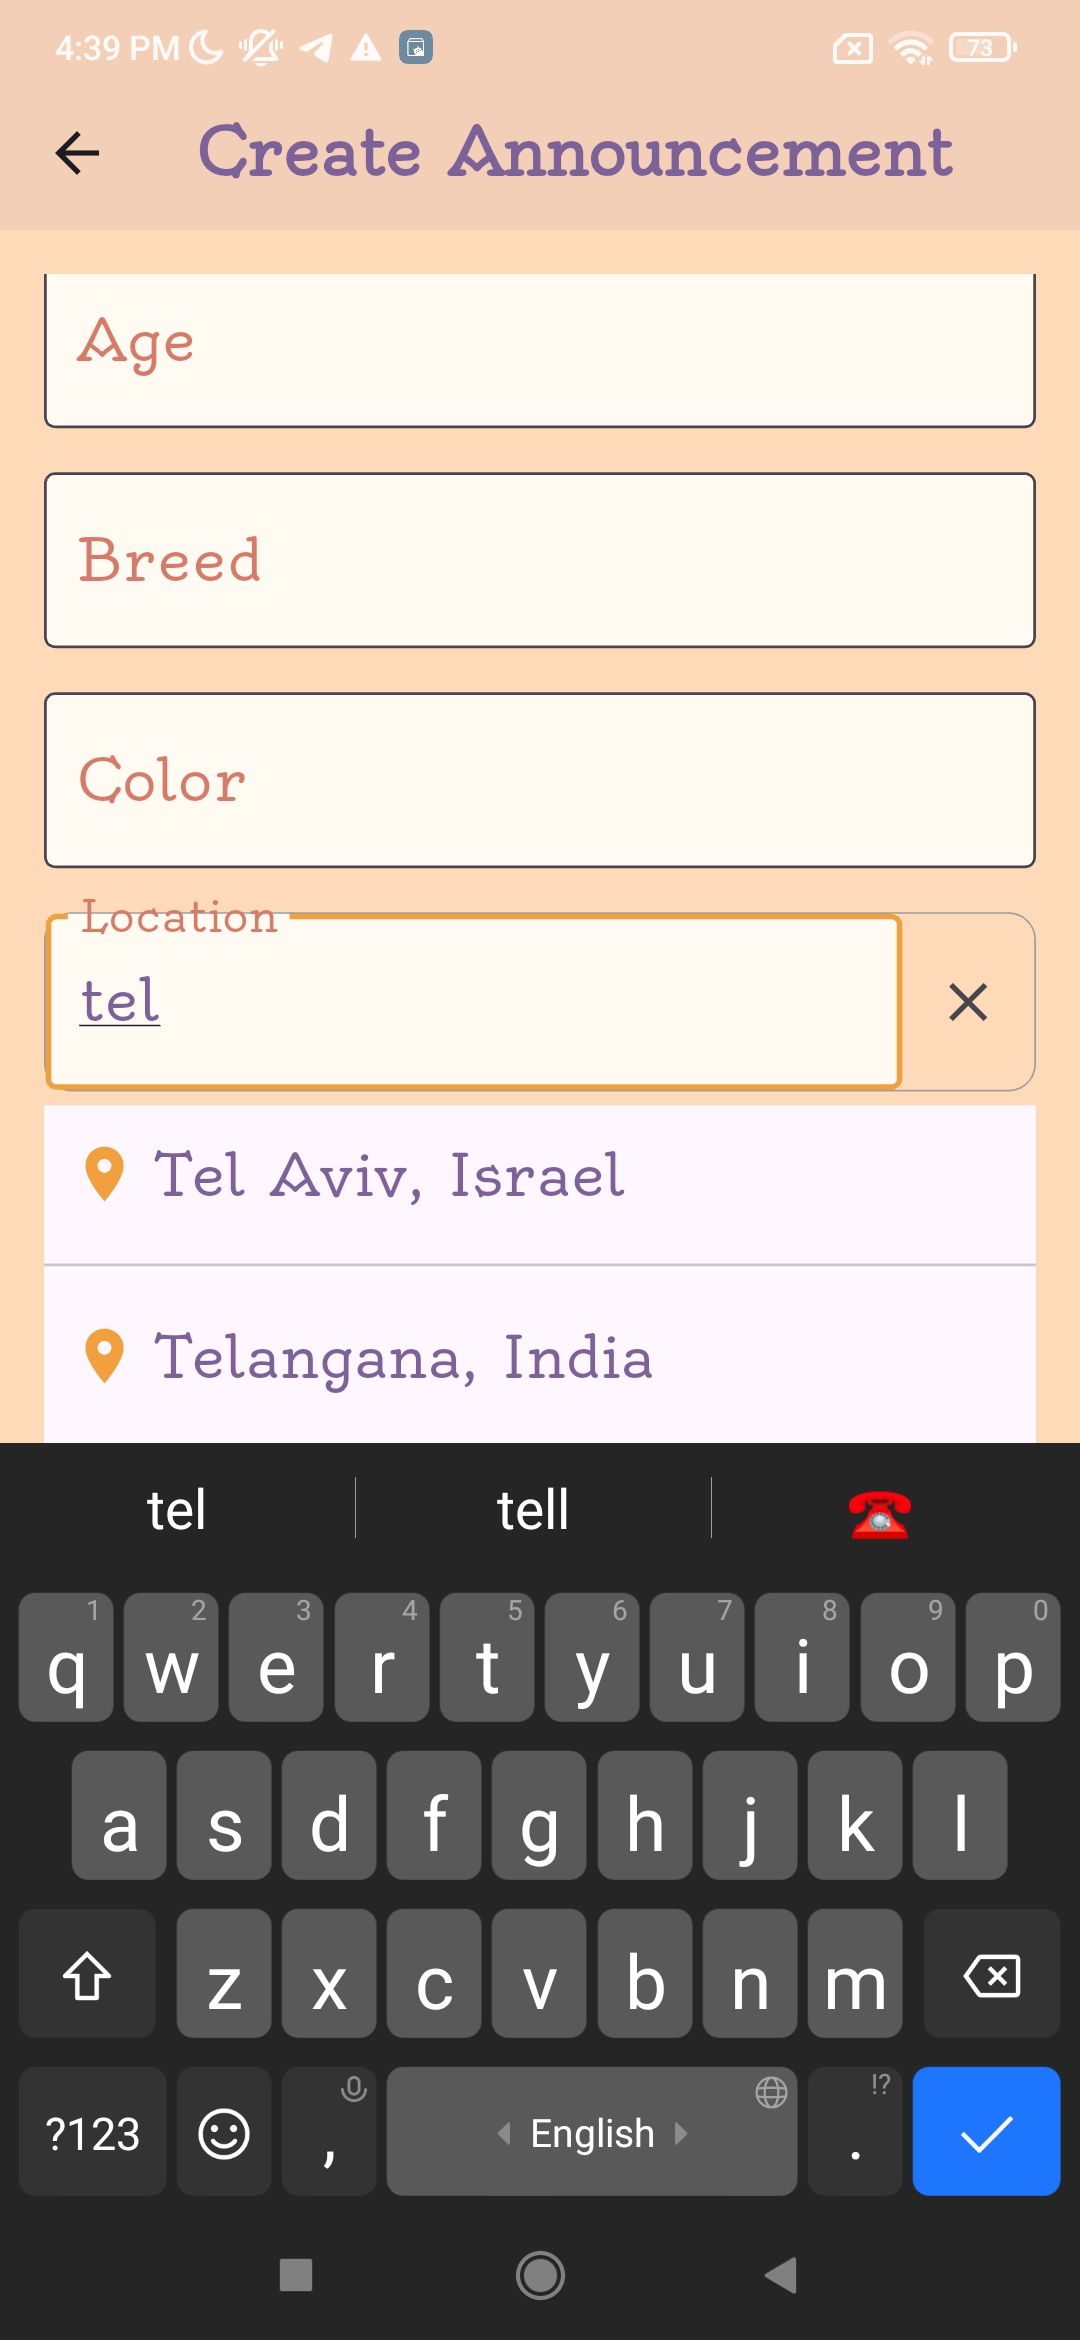 4:39 PM
73
Create Announcement
Age
Breed
Color
Location
tel
Tel Aviv, Israel
Telangana, India
tel tell
1 2 3 4 5 6 7 8 9 0
q w e r t y u i o p
a s d f g h j k l
z x c v b n m
!?
?123 , English .